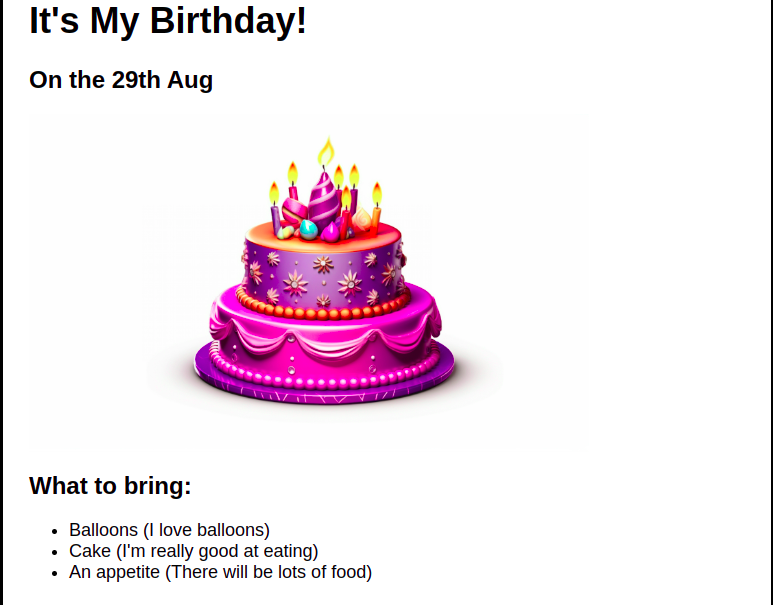 It's My Birthday!
On the 29th Aug
What to bring:
Balloons (I love balloons)
Cake (I'm really good at eating)
An appetite (There will be lots of food)